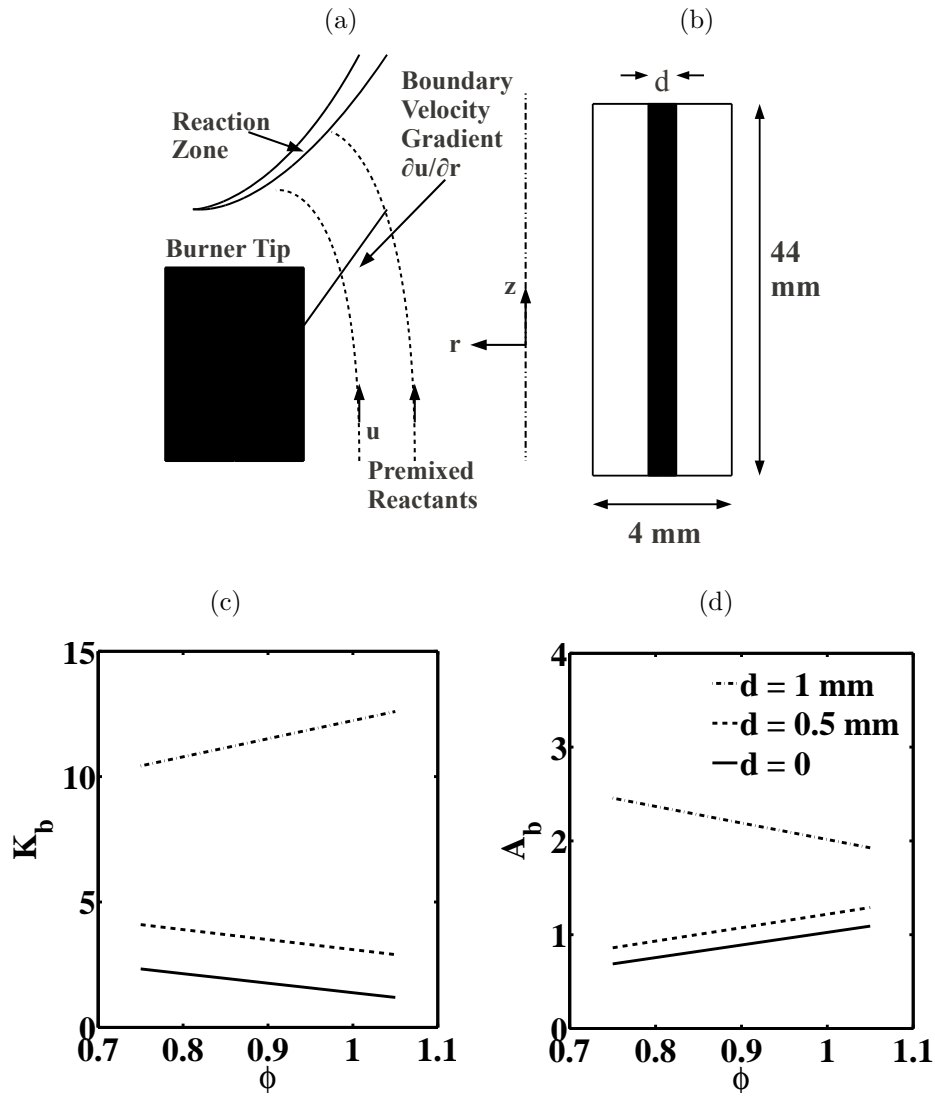 (a)
(b)
d
Boundary
Velocity
Gradient
∂u/∂r
Reaction
Zone
Burner Tip
44
mm
z
r
u
Premixed
Reactants
4 mm
(c)
(d)
15
10
5
0
K_b
0.7 0.8 0.9 1 1.1
ϕ
4
3
2
1
0
A_b
d = 1 mm
d = 0.5 mm
d = 0
0.7 0.8 0.9 1 1.1
ϕ